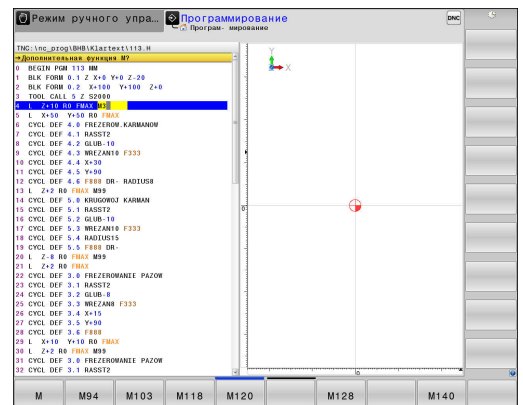 Режим ручного упра…
Программирование
Програм- мирование
DNC
TNC:\nc_prog\BHB\Klartext\113.H
→Дополнительная функция M?
0 BEGIN PGM 113 MM
1 BLK FORM 0.1 Z X+0 Y+0 Z-20
2 BLK FORM 0.2 X+100 Y+100 Z+0
3 TOOL CALL 5 Z S2000
4 L Z+10 R0 FMAX M3
5 L X+50 Y+50 R0 FMAX
6 CYCL DEF 4.0 FREZEROW.KARMANOW
7 CYCL DEF 4.1 RASST2
8 CYCL DEF 4.2 GLUB-10
9 CYCL DEF 4.3 WREZAN10 F333
10 CYCL DEF 4.4 X+30
11 CYCL DEF 4.5 Y+90
12 CYCL DEF 4.6 F888 DR- RADIUS8
13 L Z+2 R0 FMAX M99
14 CYCL DEF 5.0 KRUGOWOJ KARMAN
15 CYCL DEF 5.1 RASST2
16 CYCL DEF 5.2 GLUB-10
17 CYCL DEF 5.3 WREZAN10 F333
18 CYCL DEF 5.4 RADIUS15
19 CYCL DEF 5.5 F888 DR-
20 L Z-8 R0 FMAX M99
21 L Z+2 R0 FMAX
22 CYCL DEF 3.0 FREZEROWANIE PAZOW
23 CYCL DEF 3.1 RASST2
24 CYCL DEF 3.2 GLUB-8
25 CYCL DEF 3.3 WREZAN8 F333
26 CYCL DEF 3.4 X+15
27 CYCL DEF 3.5 Y+90
28 CYCL DEF 3.6 F888
29 L X+10 Y+10 R0 FMAX
30 L Z+2 R0 FMAX M99
31 CYCL DEF 3.0 FREZEROWANIE PAZOW
32 CYCL DEF 3.1 RASST2
Y
X
0
0
M M94 M103 M118 M120 M128 M140